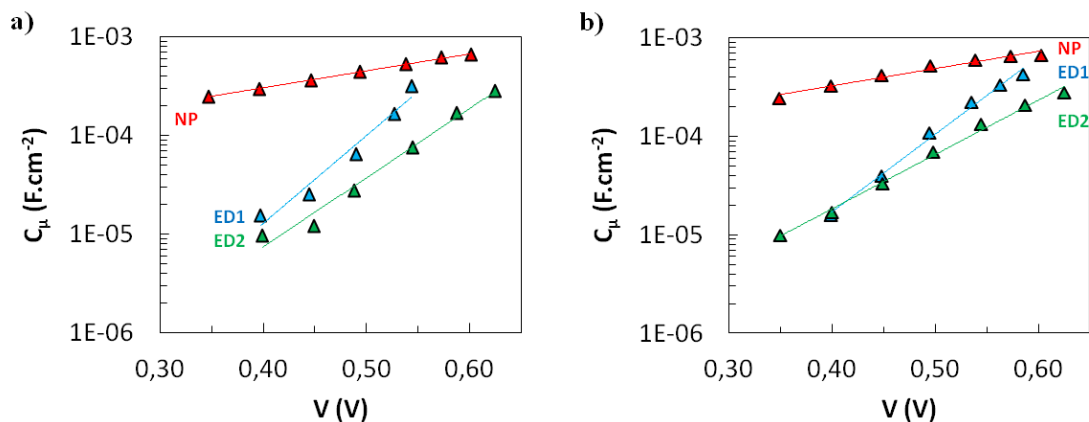 a)
1E-03
1E-04
1E-05
1E-06
Cμ (F.cm-2)
NP
ED1
ED2
0,30
0,40
0,50
0,60
V (V)
b)
1E-03
1E-04
1E-05
1E-06
Cμ (F.cm-2)
NP
ED1
ED2
0,30
0,40
0,50
0,60
V (V)